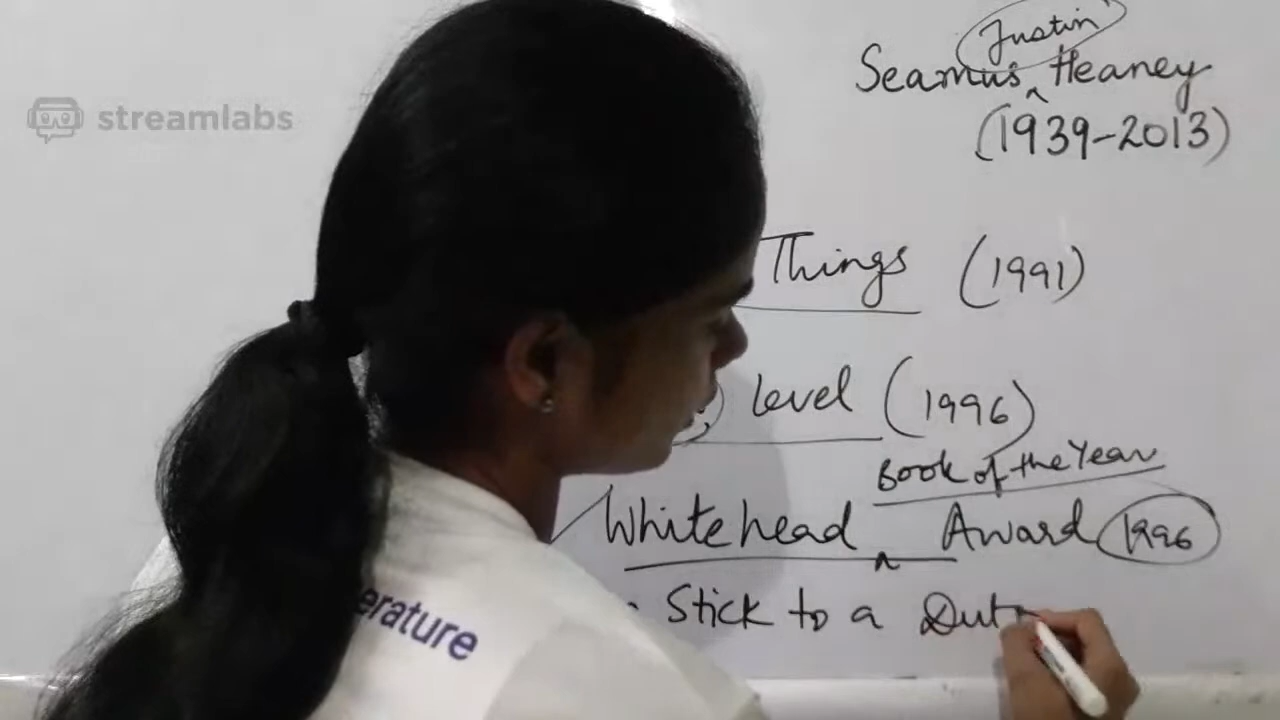 streamlabs
Justin
Seamus ^ Heaney
(1939-2013)
Things (1991)
Level (1996)
Book of the Year
Whitehead ^ Award 1996
Stick to a Dut
erature